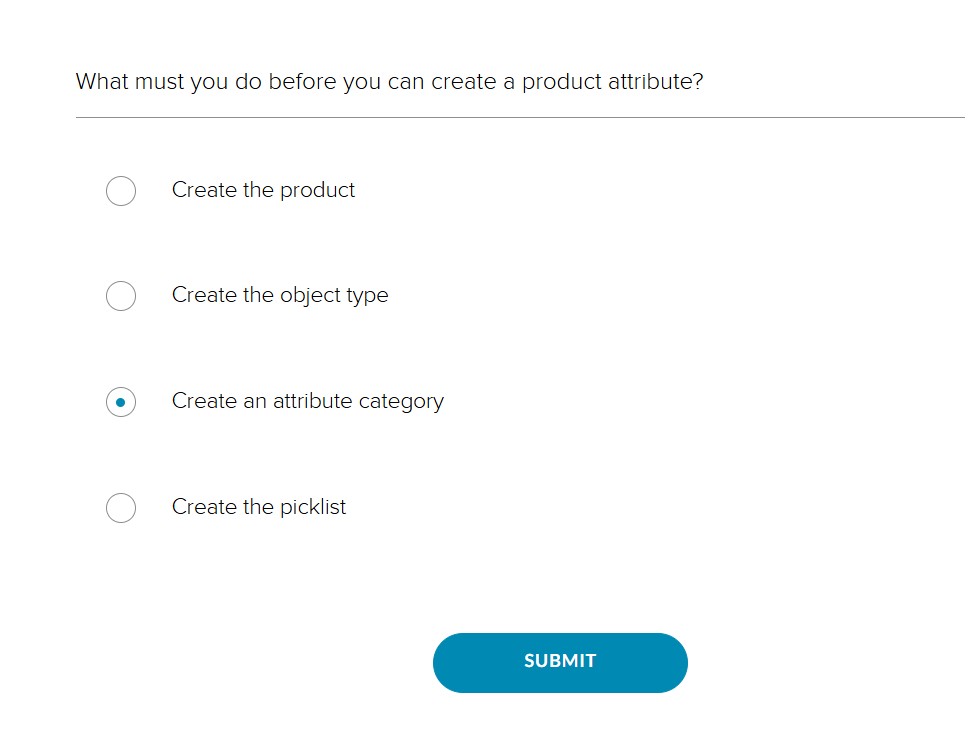 What must you do before you can create a product attribute?
Create the product
Create the object type
Create an attribute category
Create the picklist
SUBMIT